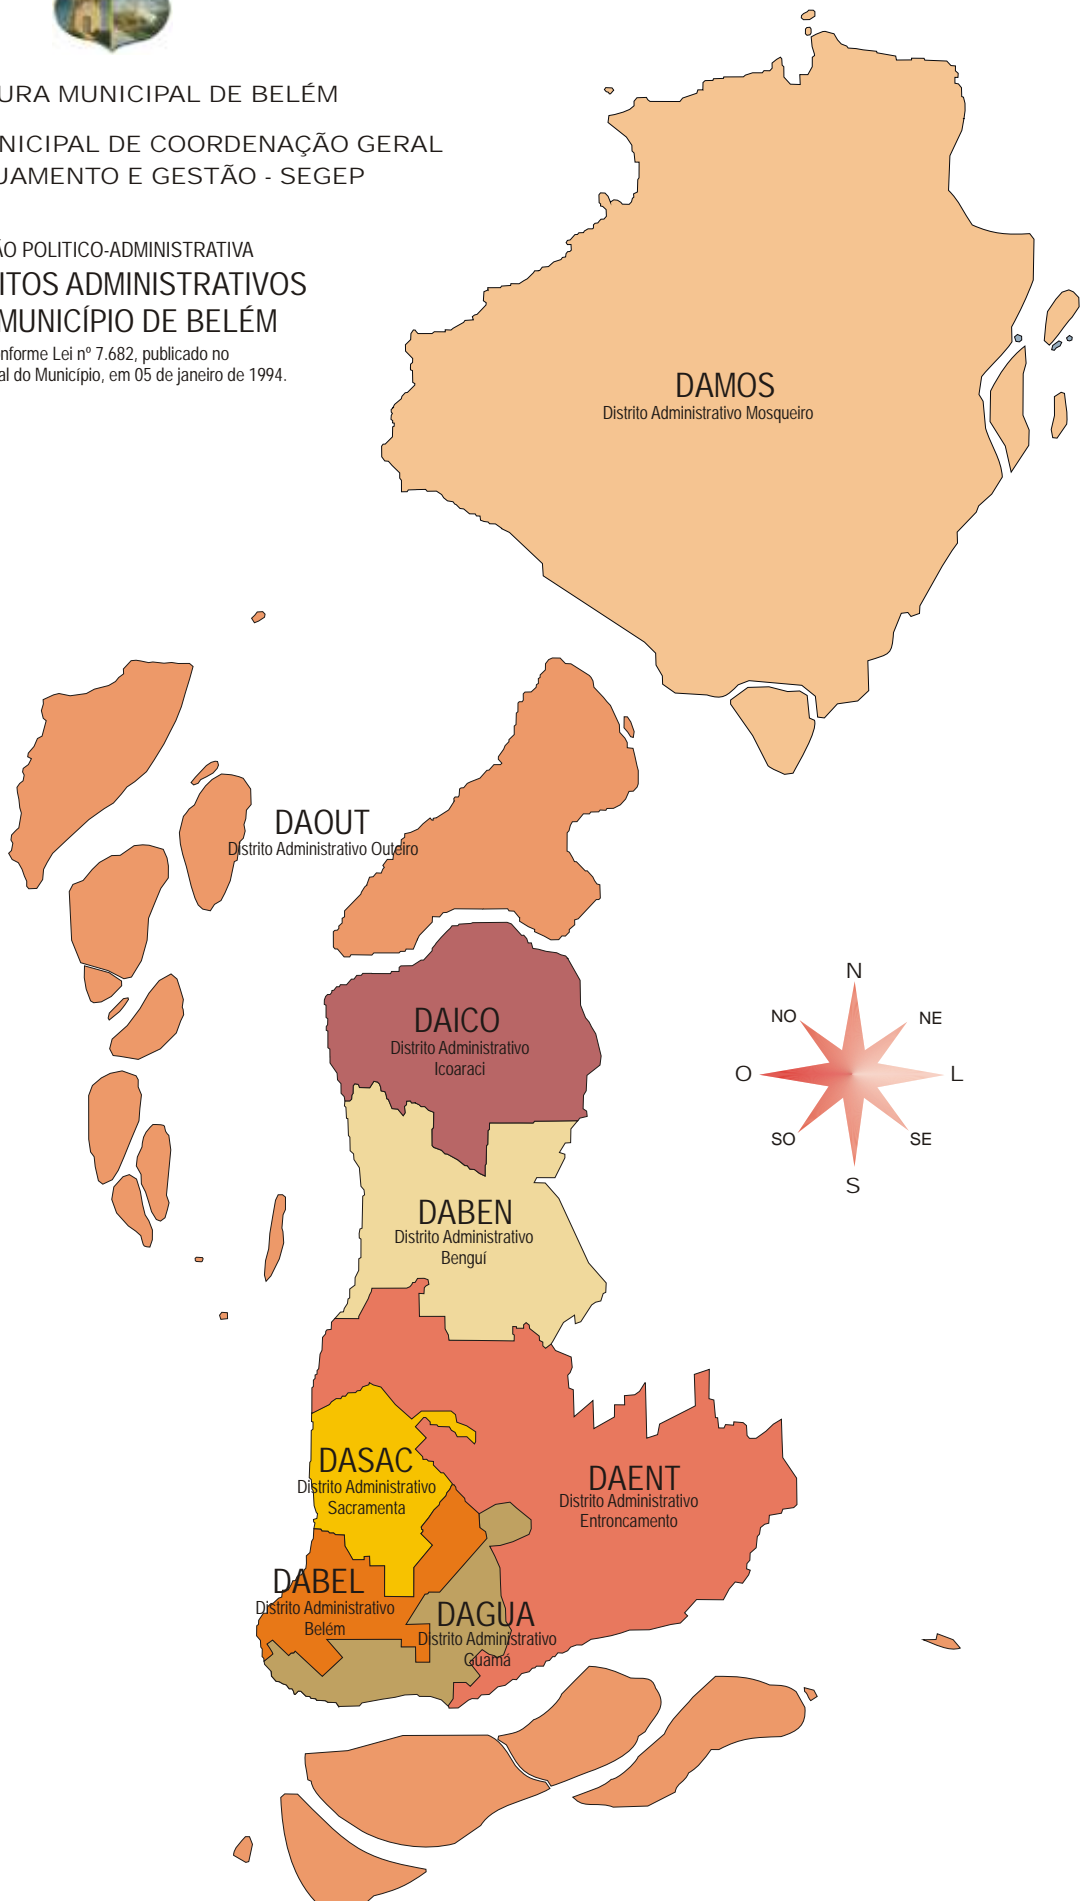 URA MUNICIPAL DE BELÉM
NICIPAL DE COORDENAÇÃO GERAL
JAMENTO E GESTÃO - SEGEP
ÃO POLITICO-ADMINISTRATIVA
ITOS ADMINISTRATIVOS
MUNICÍPIO DE BELÉM
nforme Lei nº 7.682, publicado no
al do Município, em 05 de janeiro de 1994.
DAMOS
Distrito Administrativo Mosqueiro
DAOUT
Distrito Administrativo Outeiro
DAICO
Distrito Administrativo
Icoaraci
N
NO
NE
O
L
SO
SE
S
DABEN
Distrito Administrativo
Benguí
DASAC
Distrito Administrativo
Sacramenta
DAENT
Distrito Administrativo
Entroncamento
DABEL
Distrito Administrativo
Belém
DAGUA
Distrito Administrativo
Guamá